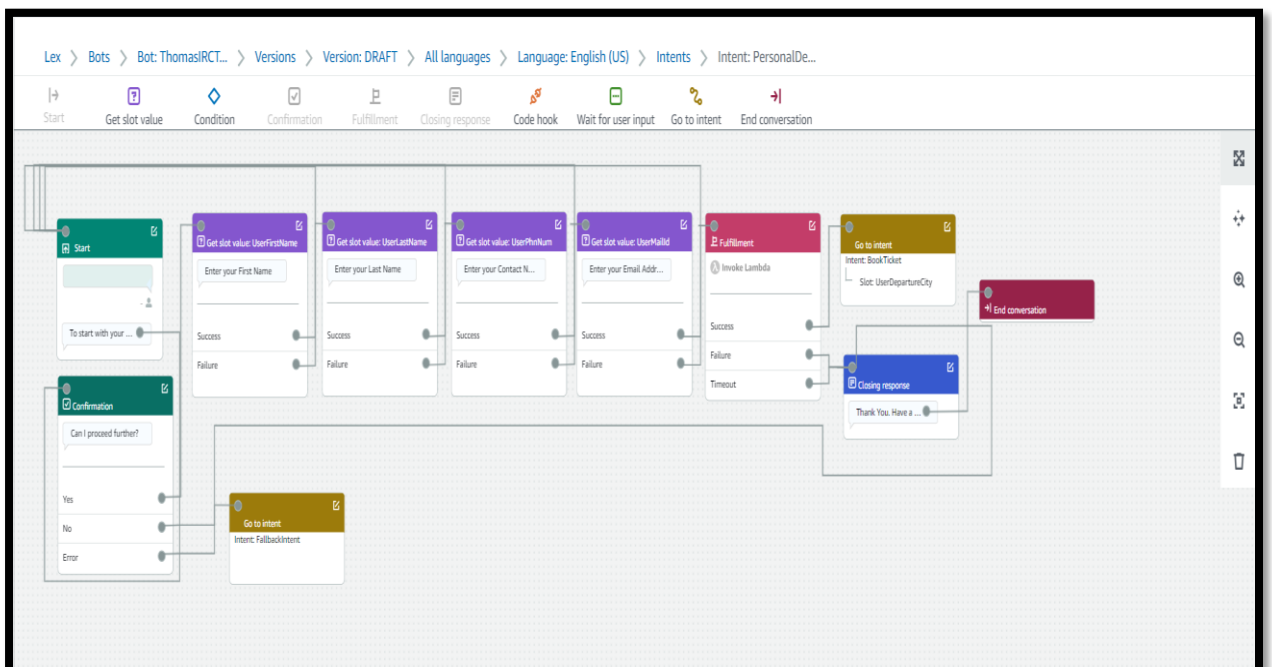 Lex > Bots > Bot: ThomasIRCT... > Versions > Version: DRAFT > All languages > Language: English (US) > Intents > Intent: PersonalDe...
Start Get slot value Condition Confirmation Fulfillment Closing response Code hook Wait for user input Go to intent End conversation
Start
To start with your ...
Get slot value: UserFirstName
Enter your First Name
Success
Failure
Get slot value: UserLastName
Enter your Last Name
Success
Failure
Get slot value: UserPhnNum
Enter your Contact N...
Success
Failure
Get slot value: UserMailId
Enter your Email Addr...
Success
Failure
Fulfillment
Invoke Lambda
Success
Failure
Timeout
Go to intent
Intent: BookTicket
Slot: UserDepartureCity
End conversation
Closing response
Thank You. Have a ...
Confirmation
Can I proceed further?
Yes
No
Error
Go to intent
Intent: FallbackIntent